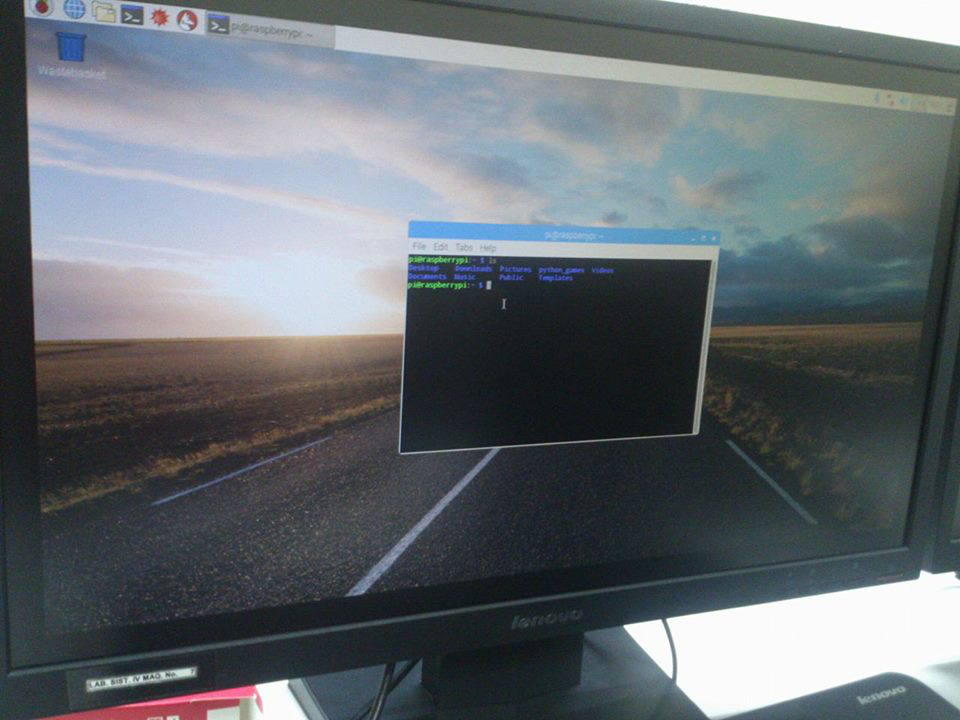 pi@raspberrypi: ~
Wastebasket
pi@raspberrypi: ~
File Edit Tabs Help
pi@raspberrypi:~ $ ls
Desktop Downloads Pictures python_games Videos
Documents Music Public Templates
pi@raspberrypi:~ $
lenovo
LAB. SIST. IV MAQ. No. 7
lenovo